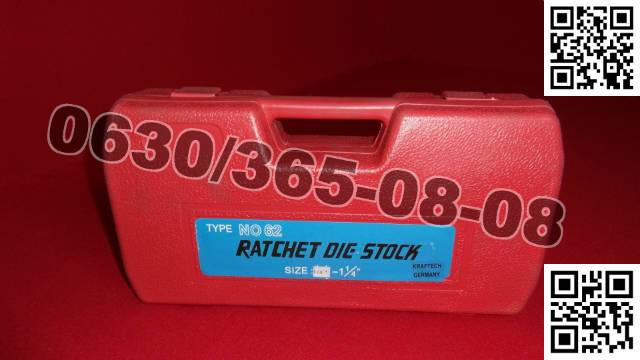 0630/365-08-08
TYPE NO 62
RATCHET DIE STOCK
SIZE -1¼"
KRAFTECH
GERMANY